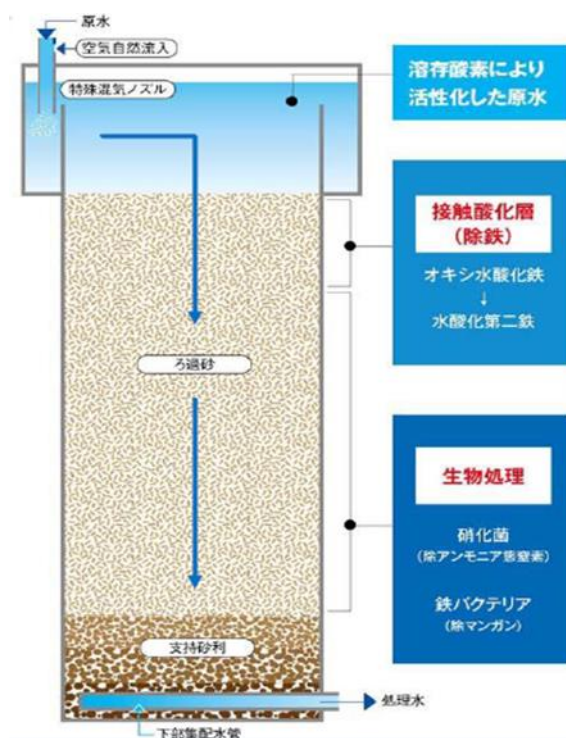 原水
空気自然流入
特殊混気ノズル
溶存酸素により
活性化した原水
接触酸化層
(除鉄)
オキシ水酸化鉄
↓
水酸化第二鉄
ろ過砂
生物処理
硝化菌
(除アンモニア態窒素)
鉄バクテリア
(除マンガン)
支持砂利
処理水
下部集配水管